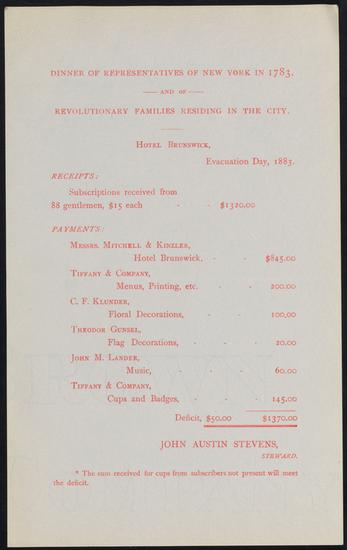 DINNER OF REPRESENTATIVES OF NEW YORK IN 1783.
AND OF
REVOLUTIONARY FAMILIES RESIDING IN THE CITY.
HOTEL BRUNSWICK,
Evacuation Day, 1883.
RECEIPTS:
Subscriptions received from
88 gentlemen, $15 each - - $1320.00
PAYMENTS:
MESSRS. MITCHELL & KINZLER,
Hotel Brunswick, - - $845.00
TIFFANY & COMPANY,
Menus, Printing, etc. - - 200.00
C. F. KLUNDER,
Floral Decorations, - - 100,00
THEODOR GUNSEL,
Flag Decorations, - - - 20.00
JOHN M. LANDER,
Music, - - - 60.00
TIFFANY & COMPANY,
Cups and Badges, - - - 145.00
Deficit, $50.00 $1370.00
JOHN AUSTIN STEVENS,
STEWARD.
* The sum received for cups from subscribers not present will meet
the deficit.